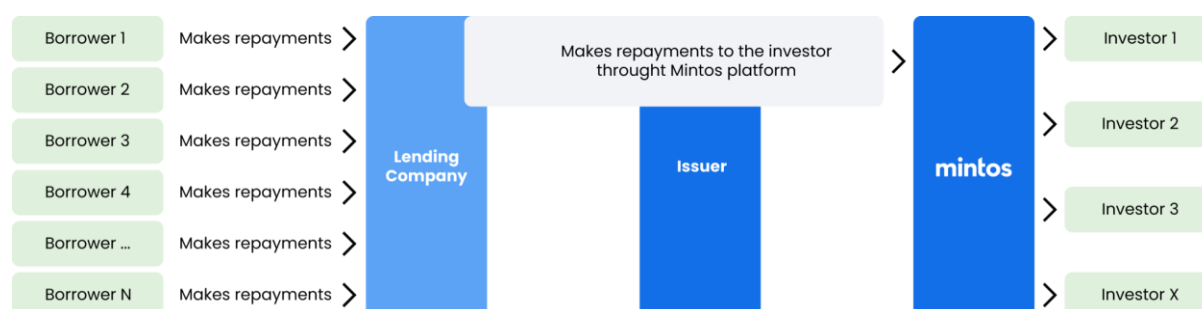 Borrower 1 Makes repayments
Makes repayments to the investor
throught Mintos platform
Investor 1
Borrower 2 Makes repayments
Investor 2
Borrower 3 Makes repayments
Lending
Company
Issuer
mintos
Borrower 4 Makes repayments
Investor 3
Borrower ... Makes repayments
Borrower N Makes repayments
Investor X